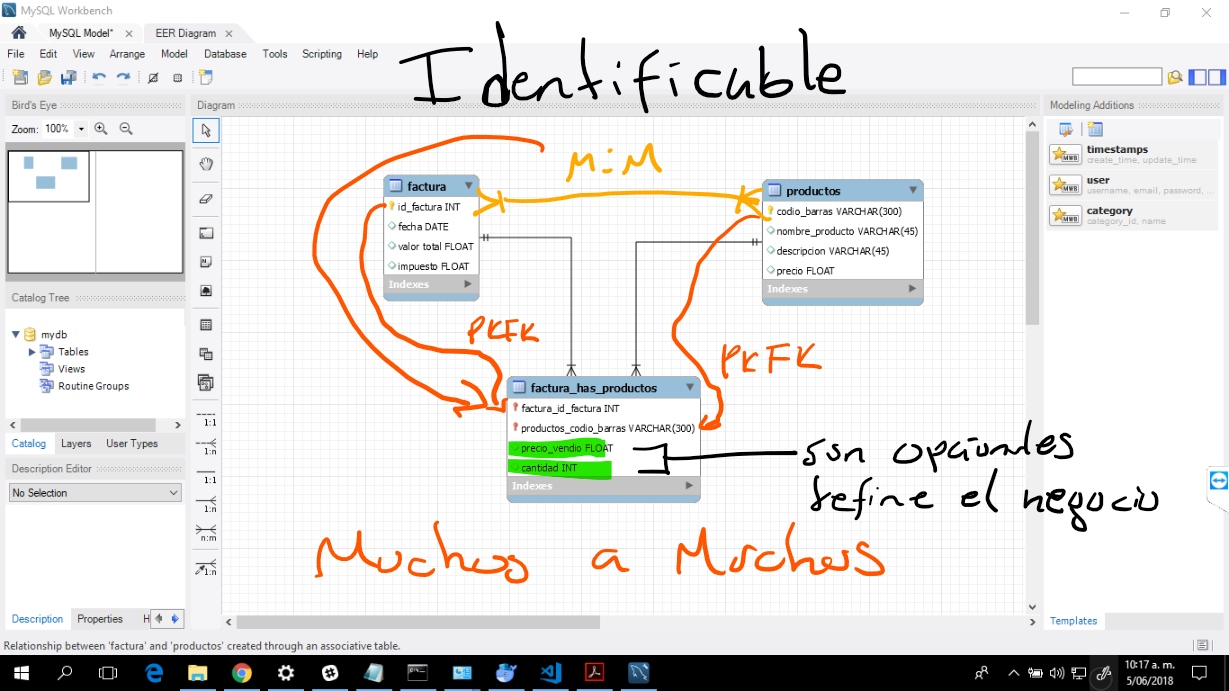 MySQL Workbench
MySQL Model* ×
EER Diagram ×
File Edit View Arrange Model Database Tools Scripting Help
Identificable
Bird's Eye
Zoom: 100%
Diagram
Modeling Additions
timestamps
create_time, update_time
user
username, email, password, ...
category
category_id, name
M:M
factura
id_factura INT
fecha DATE
valor total FLOAT
impuesto FLOAT
Indexes
productos
codio_barras VARCHAR(300)
nombre_producto VARCHAR(45)
descripcion VARCHAR(45)
precio FLOAT
Indexes
Catalog Tree
mydb
Tables
Views
Routine Groups
PKFK
PKFK
factura_has_productos
factura_id_factura INT
productos_codio_barras VARCHAR(300)
precio_vendio FLOAT
cantidad INT
Indexes
son opcionales
define el negocio
Muchos a Muchos
1:1
1:n
1:1
1:n
n:m
1:n
Catalog Layers User Types
Description Editor
No Selection
Description Properties H
Templates
Relationship between 'factura' and 'productos' created through an associative table.
10:17 a. m.
5/06/2018